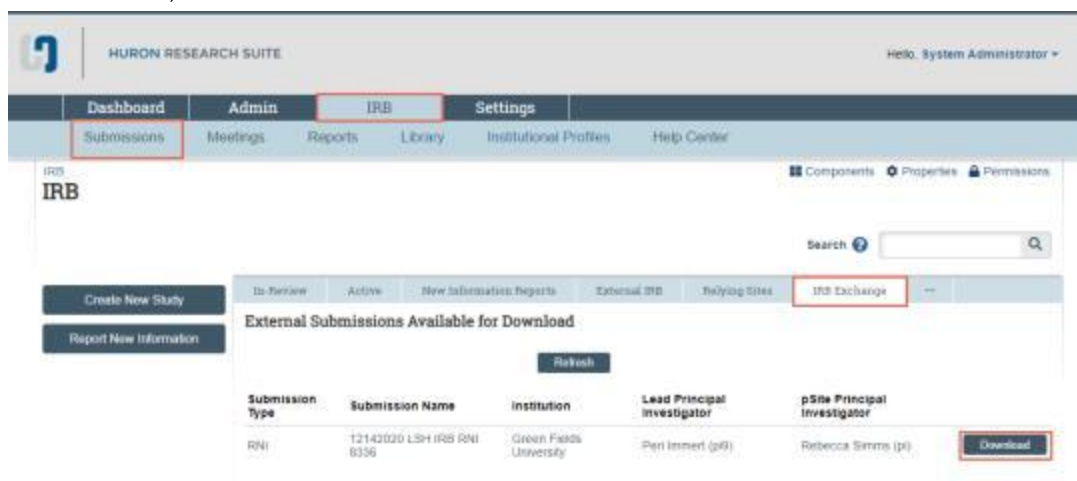 HURON RESEARCH SUITE
Hello, System Administrator
Dashboard Admin IRB Settings
Submissions Meetings Reports Library Institutional Profiles Help Center
IRB
IRB
Components Properties Permissions
Search
Create New Study
Report New Information
In-Review Active New Information Reports External IRB Relying Sites IRB Exchange ...
External Submissions Available for Download
Refresh
Submission Type Submission Name Institution Lead Principal Investigator pSite Principal Investigator
RNI 12142020 LSH IRB RNI 8336 Green Fields University Peri Immert (pi9) Rebecca Simms (pi) Download